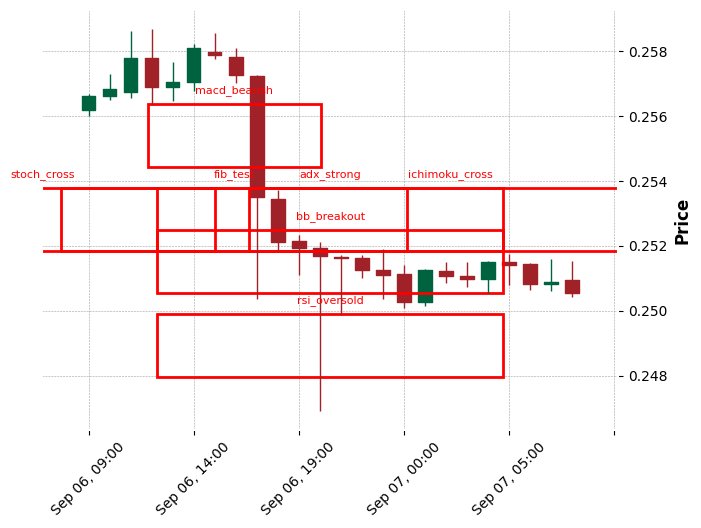 0.258
macd_bearish
0.256
stoch_cross fib_test adx_strong ichimoku_cross
0.254
bb_breakout
0.252
rsi_oversold
0.250
0.248
Price
Sep 06, 09:00 Sep 06, 14:00 Sep 06, 19:00 Sep 07, 00:00 Sep 07, 05:00